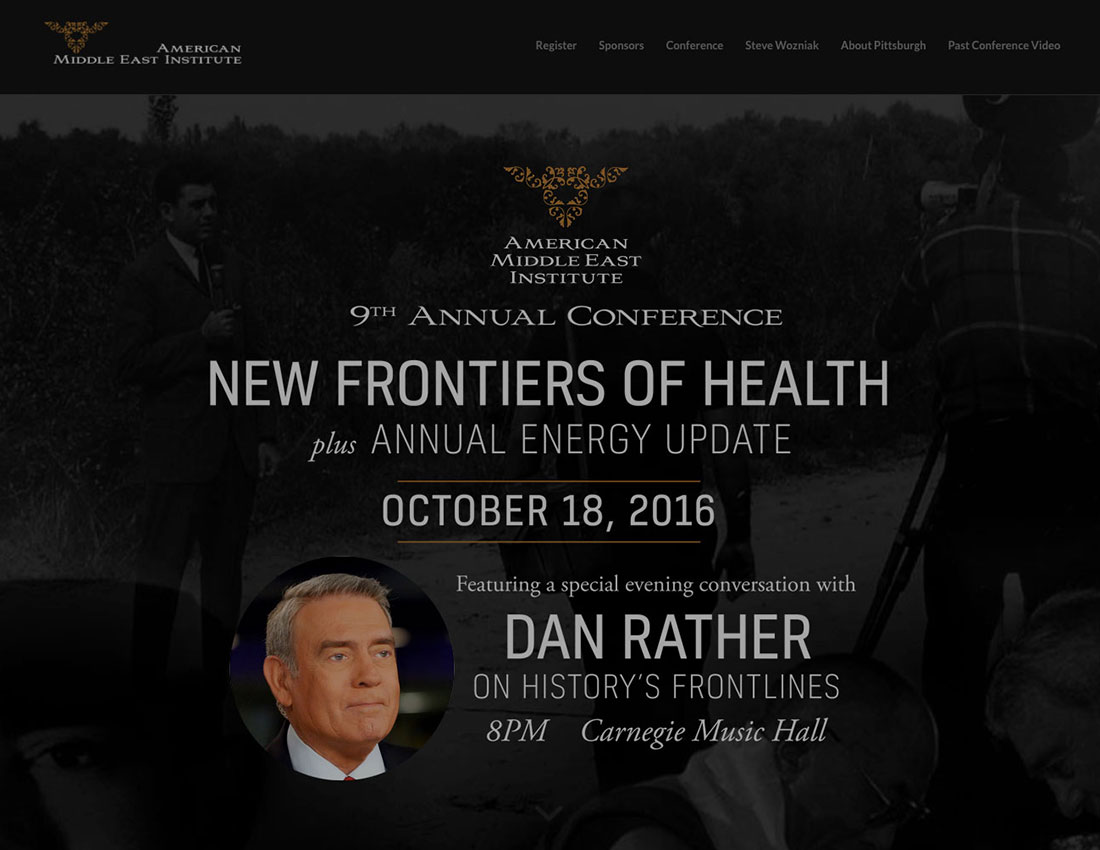 American
Middle East Institute
Register
Sponsors
Conference
Steve Wozniak
About Pittsburgh
Past Conference Video
American
Middle East
Institute
9TH Annual Conference
NEW FRONTIERS OF HEALTH
plus ANNUAL ENERGY UPDATE
OCTOBER 18, 2016
Featuring a special evening conversation with
DAN RATHER
ON HISTORY'S FRONTLINES
8PM Carnegie Music Hall